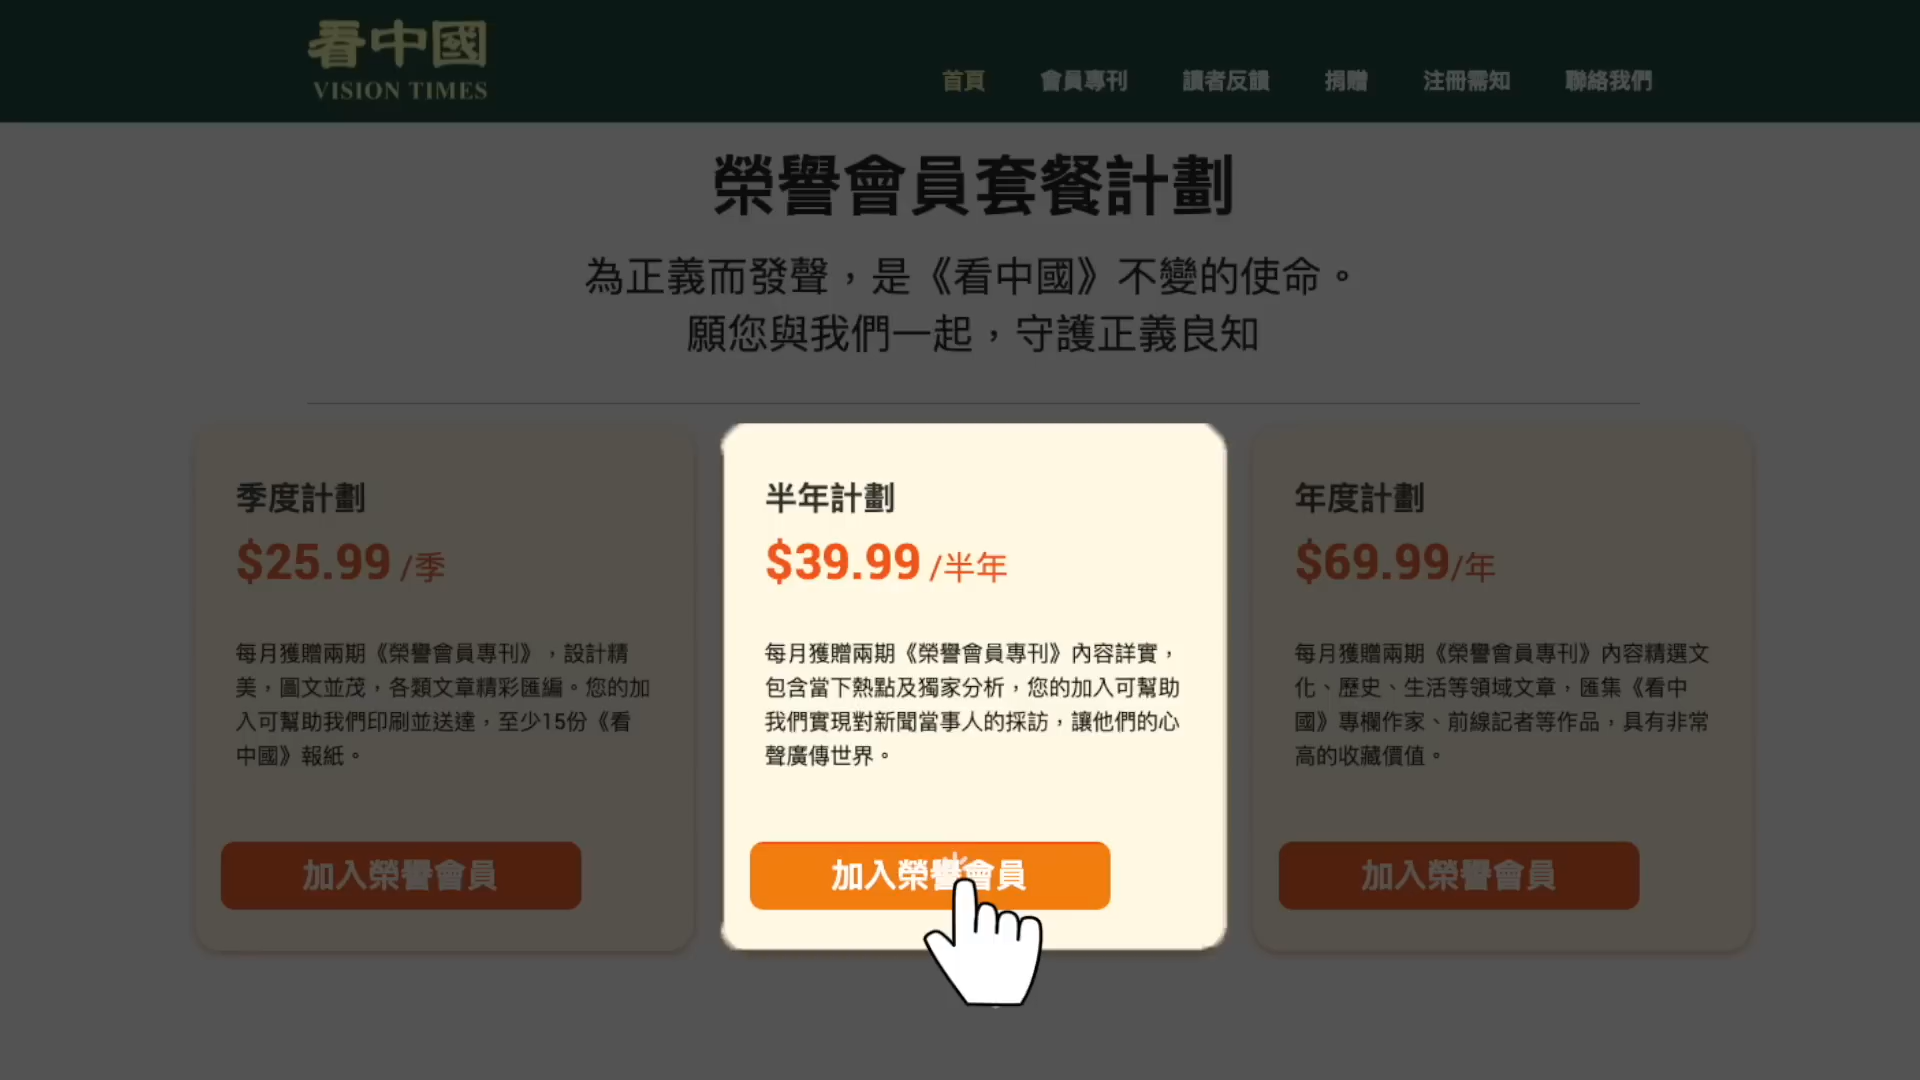 看中國
VISION TIMES
首頁 會員專刊 讀者反饋 捐贈 注冊需知 聯絡我們
榮譽會員套餐計劃
為正義而發聲，是《看中國》不變的使命。
願您與我們一起，守護正義良知
季度計劃
$25.99 /季
每月獲贈兩期《榮譽會員專刊》，設計精
美，圖文並茂，各類文章精彩匯編。您的加
入可幫助我們印刷並送達，至少15份《看
中國》報紙。
加入榮譽會員
半年計劃
$39.99 /半年
每月獲贈兩期《榮譽會員專刊》內容詳實，
包含當下熱點及獨家分析，您的加入可幫助
我們實現對新聞當事人的採訪，讓他們的心
聲廣傳世界。
加入榮譽會員
年度計劃
$69.99/年
每月獲贈兩期《榮譽會員專刊》內容精選文
化、歷史、生活等領域文章，匯集《看中
國》專欄作家、前線記者等作品，具有非常
高的收藏價值。
加入榮譽會員